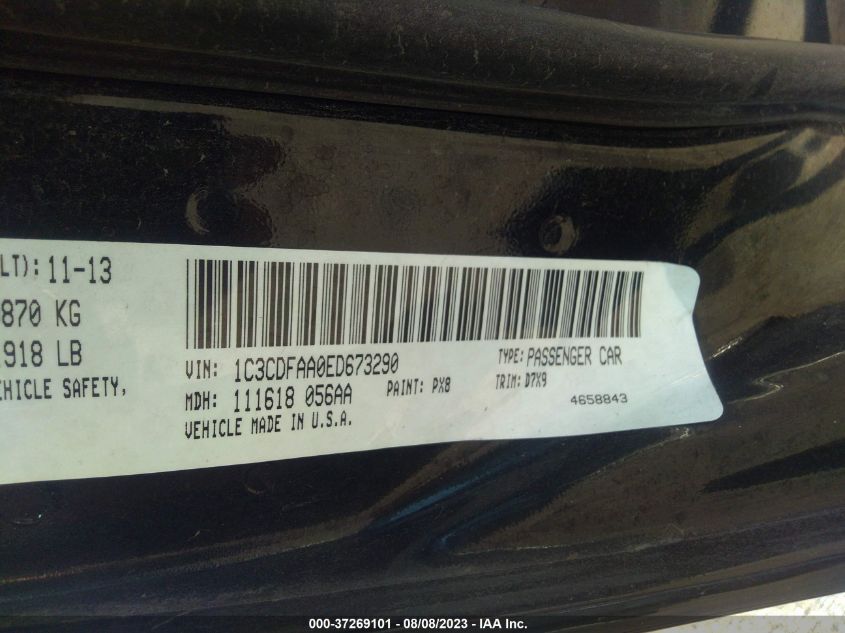 LT): 11-13
870 KG
918 LB
EHICLE SAFETY,
VIN: 1C3CDFAA0ED673290
TYPE: PASSENGER CAR
MDH: 111618 056AA
PAINT: PX8
TRIM: D7X9
VEHICLE MADE IN U.S.A.
4658843
000-37269101 - 08/08/2023 - IAA Inc.